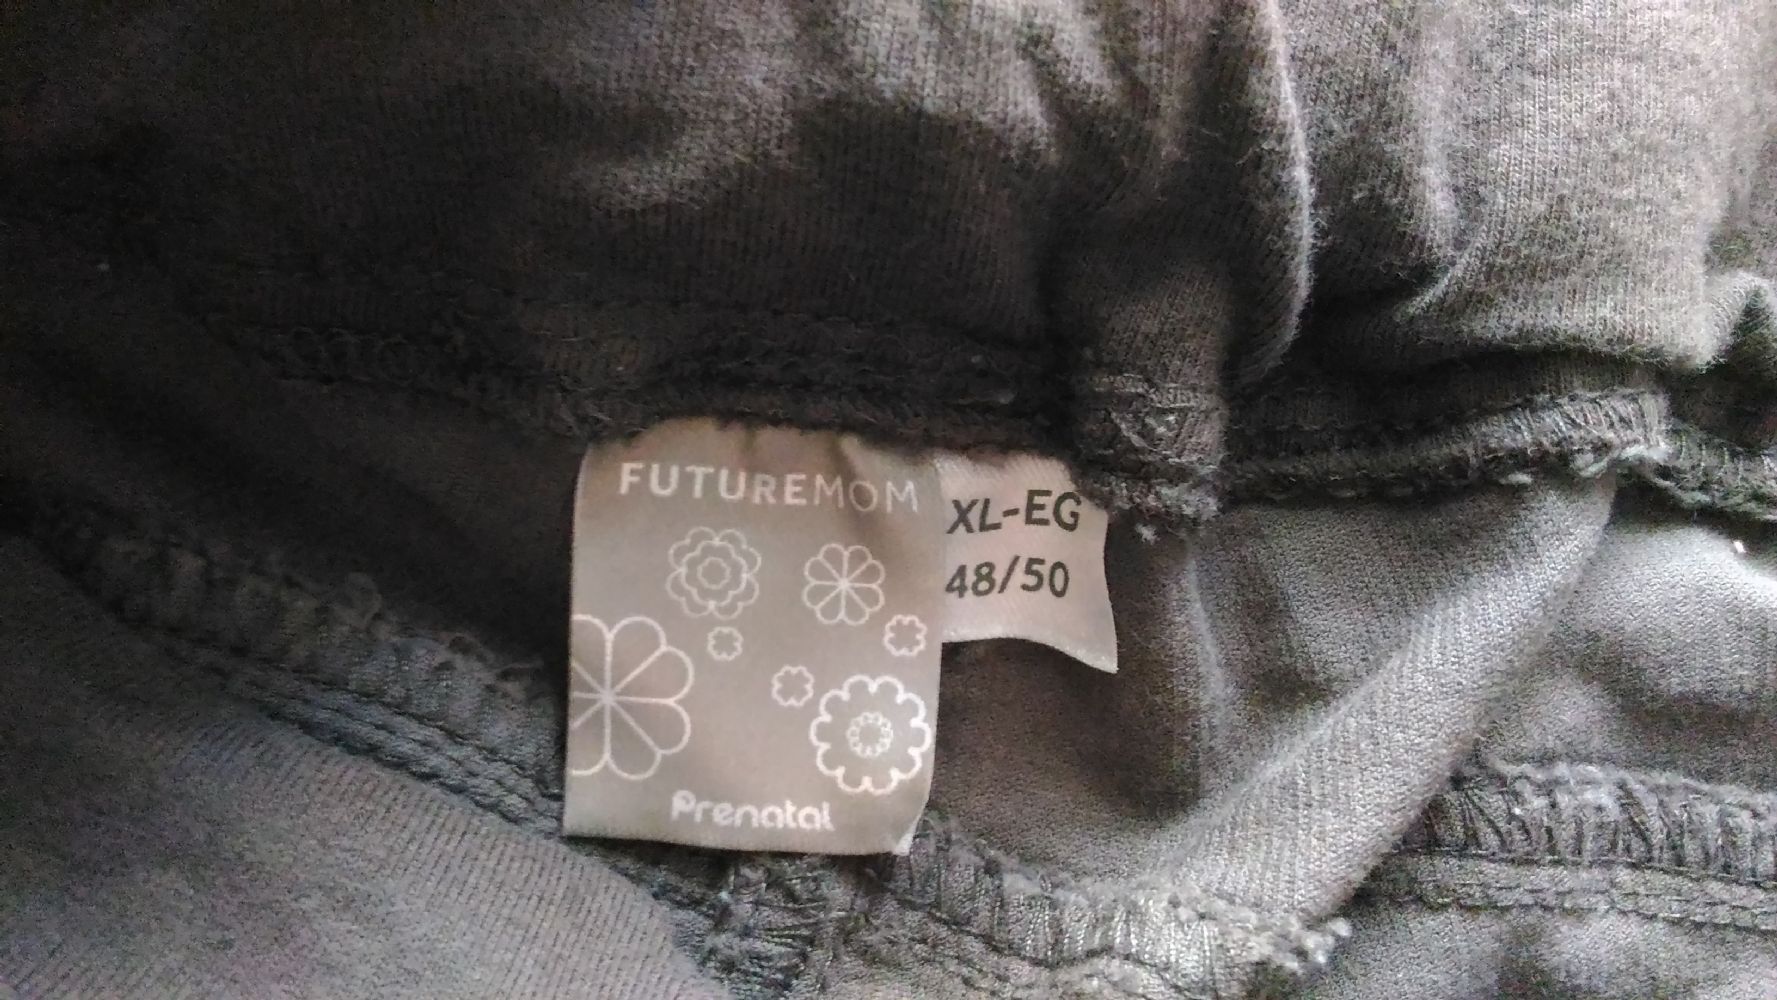 FUTUREMOM
Prenatal
XL-EG
48/50